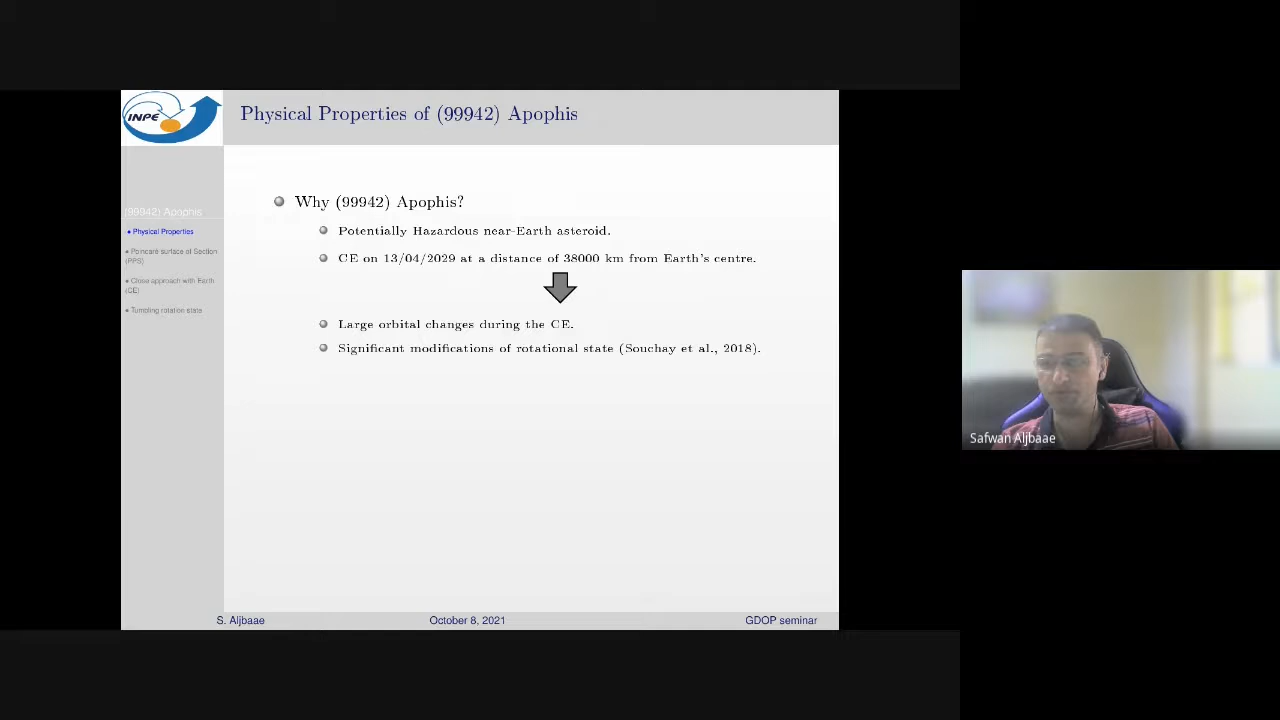 INPE
Physical Properties of (99942) Apophis
(99942) Apophis
• Physical Properties
• Poincaré surface of Section
(PPS)
• Close approach with Earth
(CE)
• Tumpling rotation state
Why (99942) Apophis?
Potentially Hazardous near-Earth asteroid.
CE on 13/04/2029 at a distance of 38000 km from Earth's centre.
Large orbital changes during the CE.
Significant modifications of rotational state (Souchay et al., 2018).
S. Aljbaae
October 8, 2021
GDOP seminar
Safwan Aljbaae